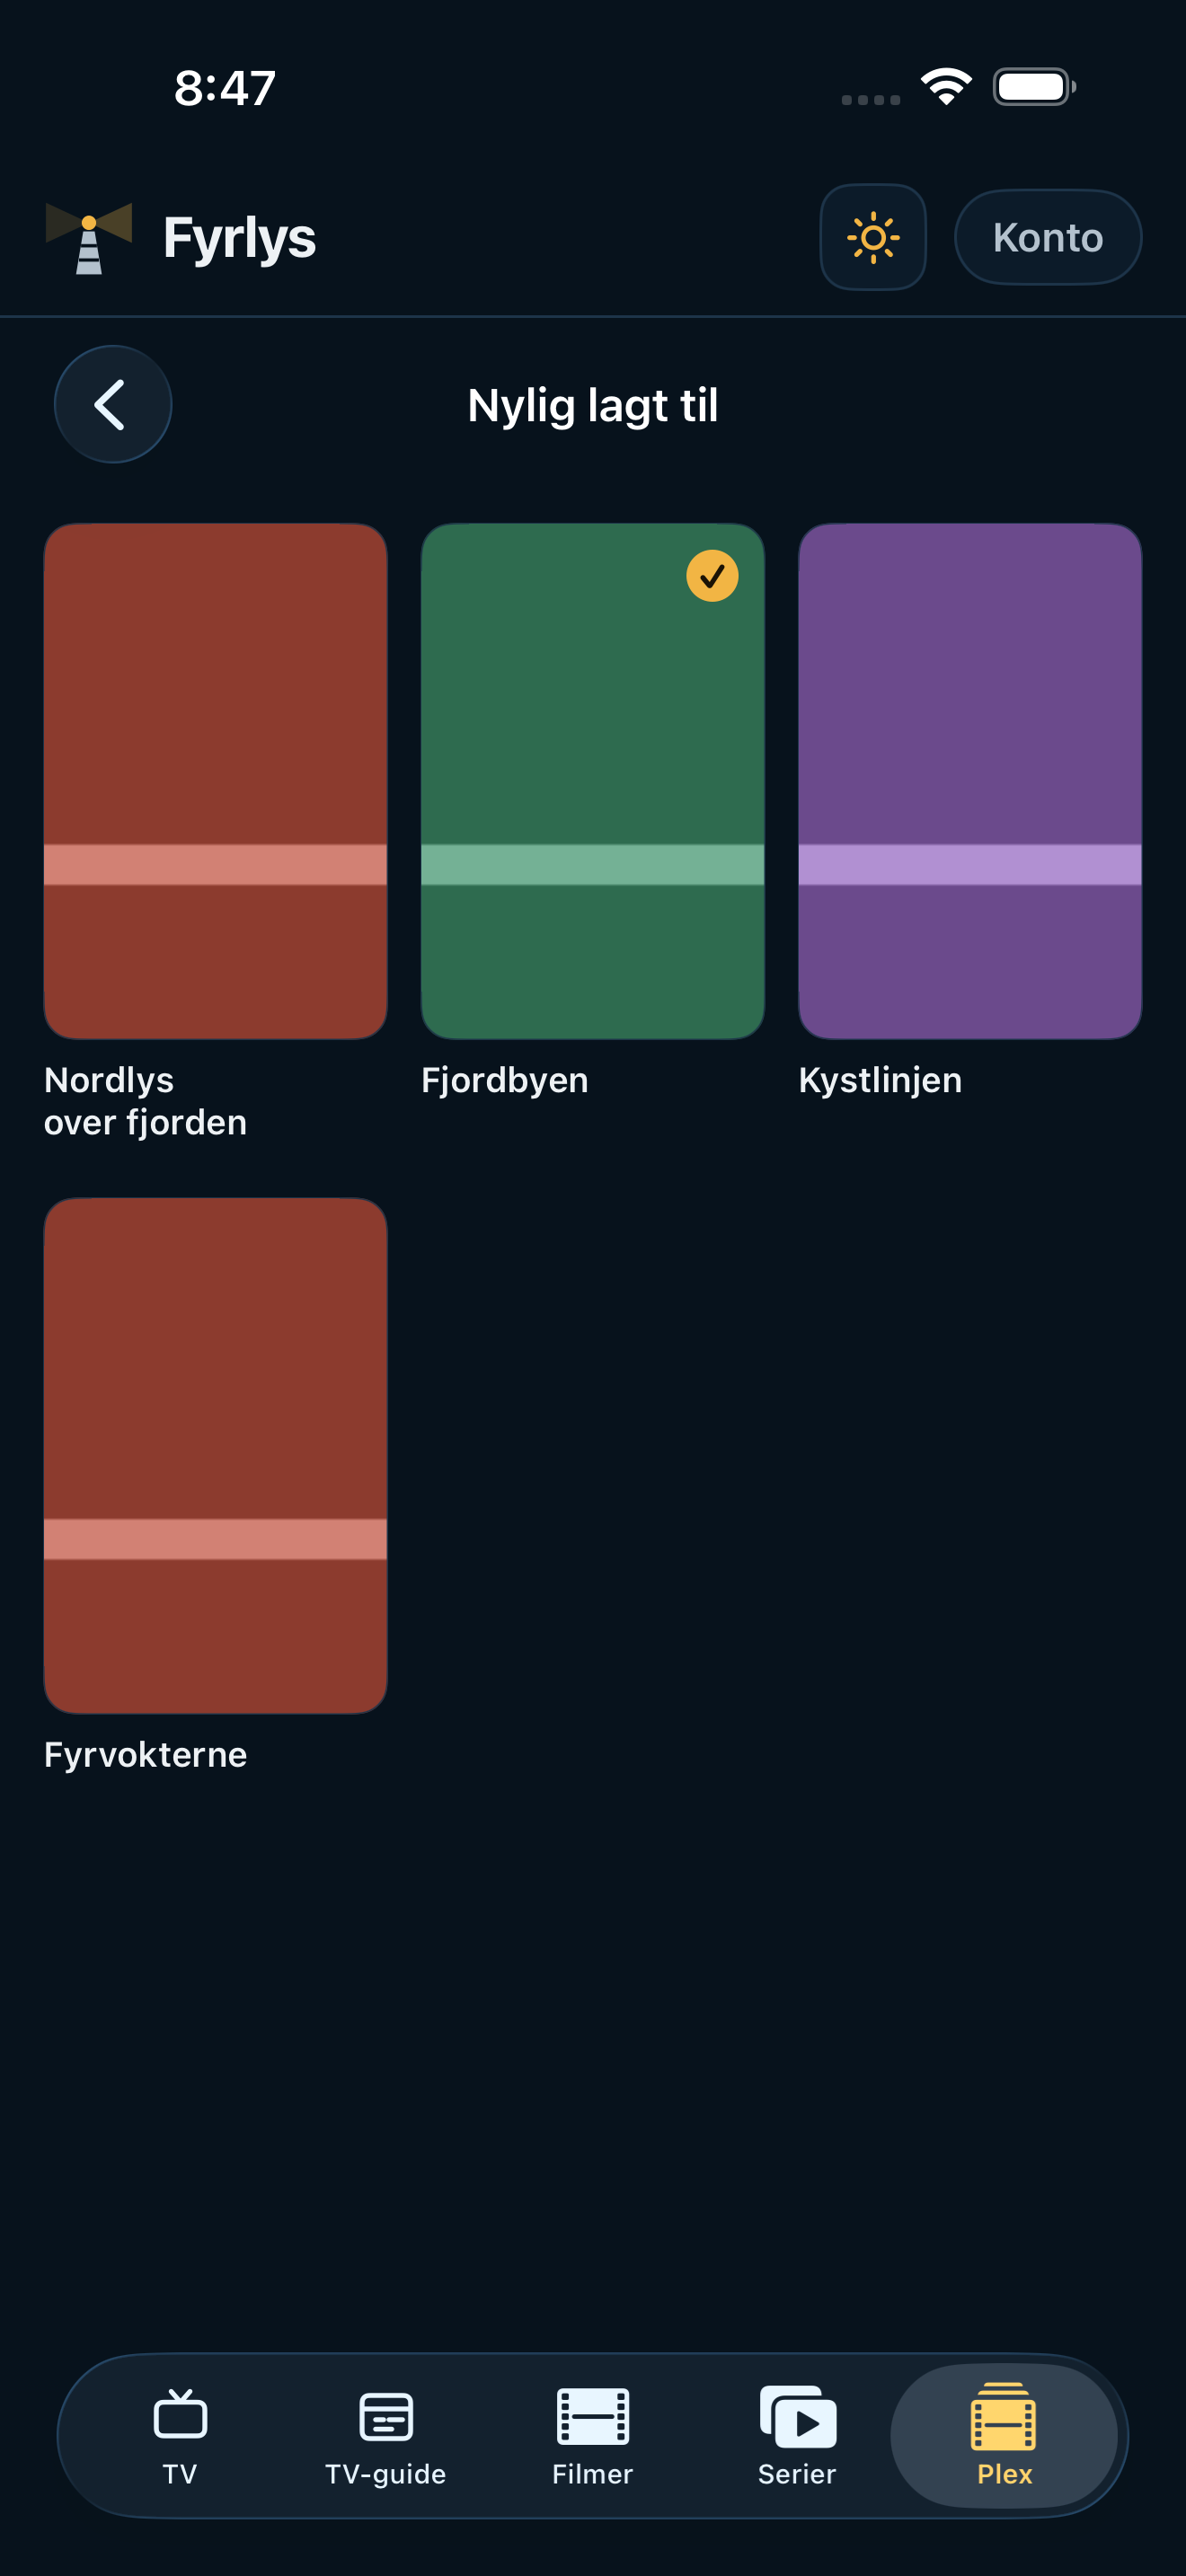 8:47
Fyrlys
Konto
Nylig lagt til
Nordlys
over fjorden
Fjordbyen
Kystlinjen
Fyrvokterne
TV
TV-guide
Filmer
Serier
Plex